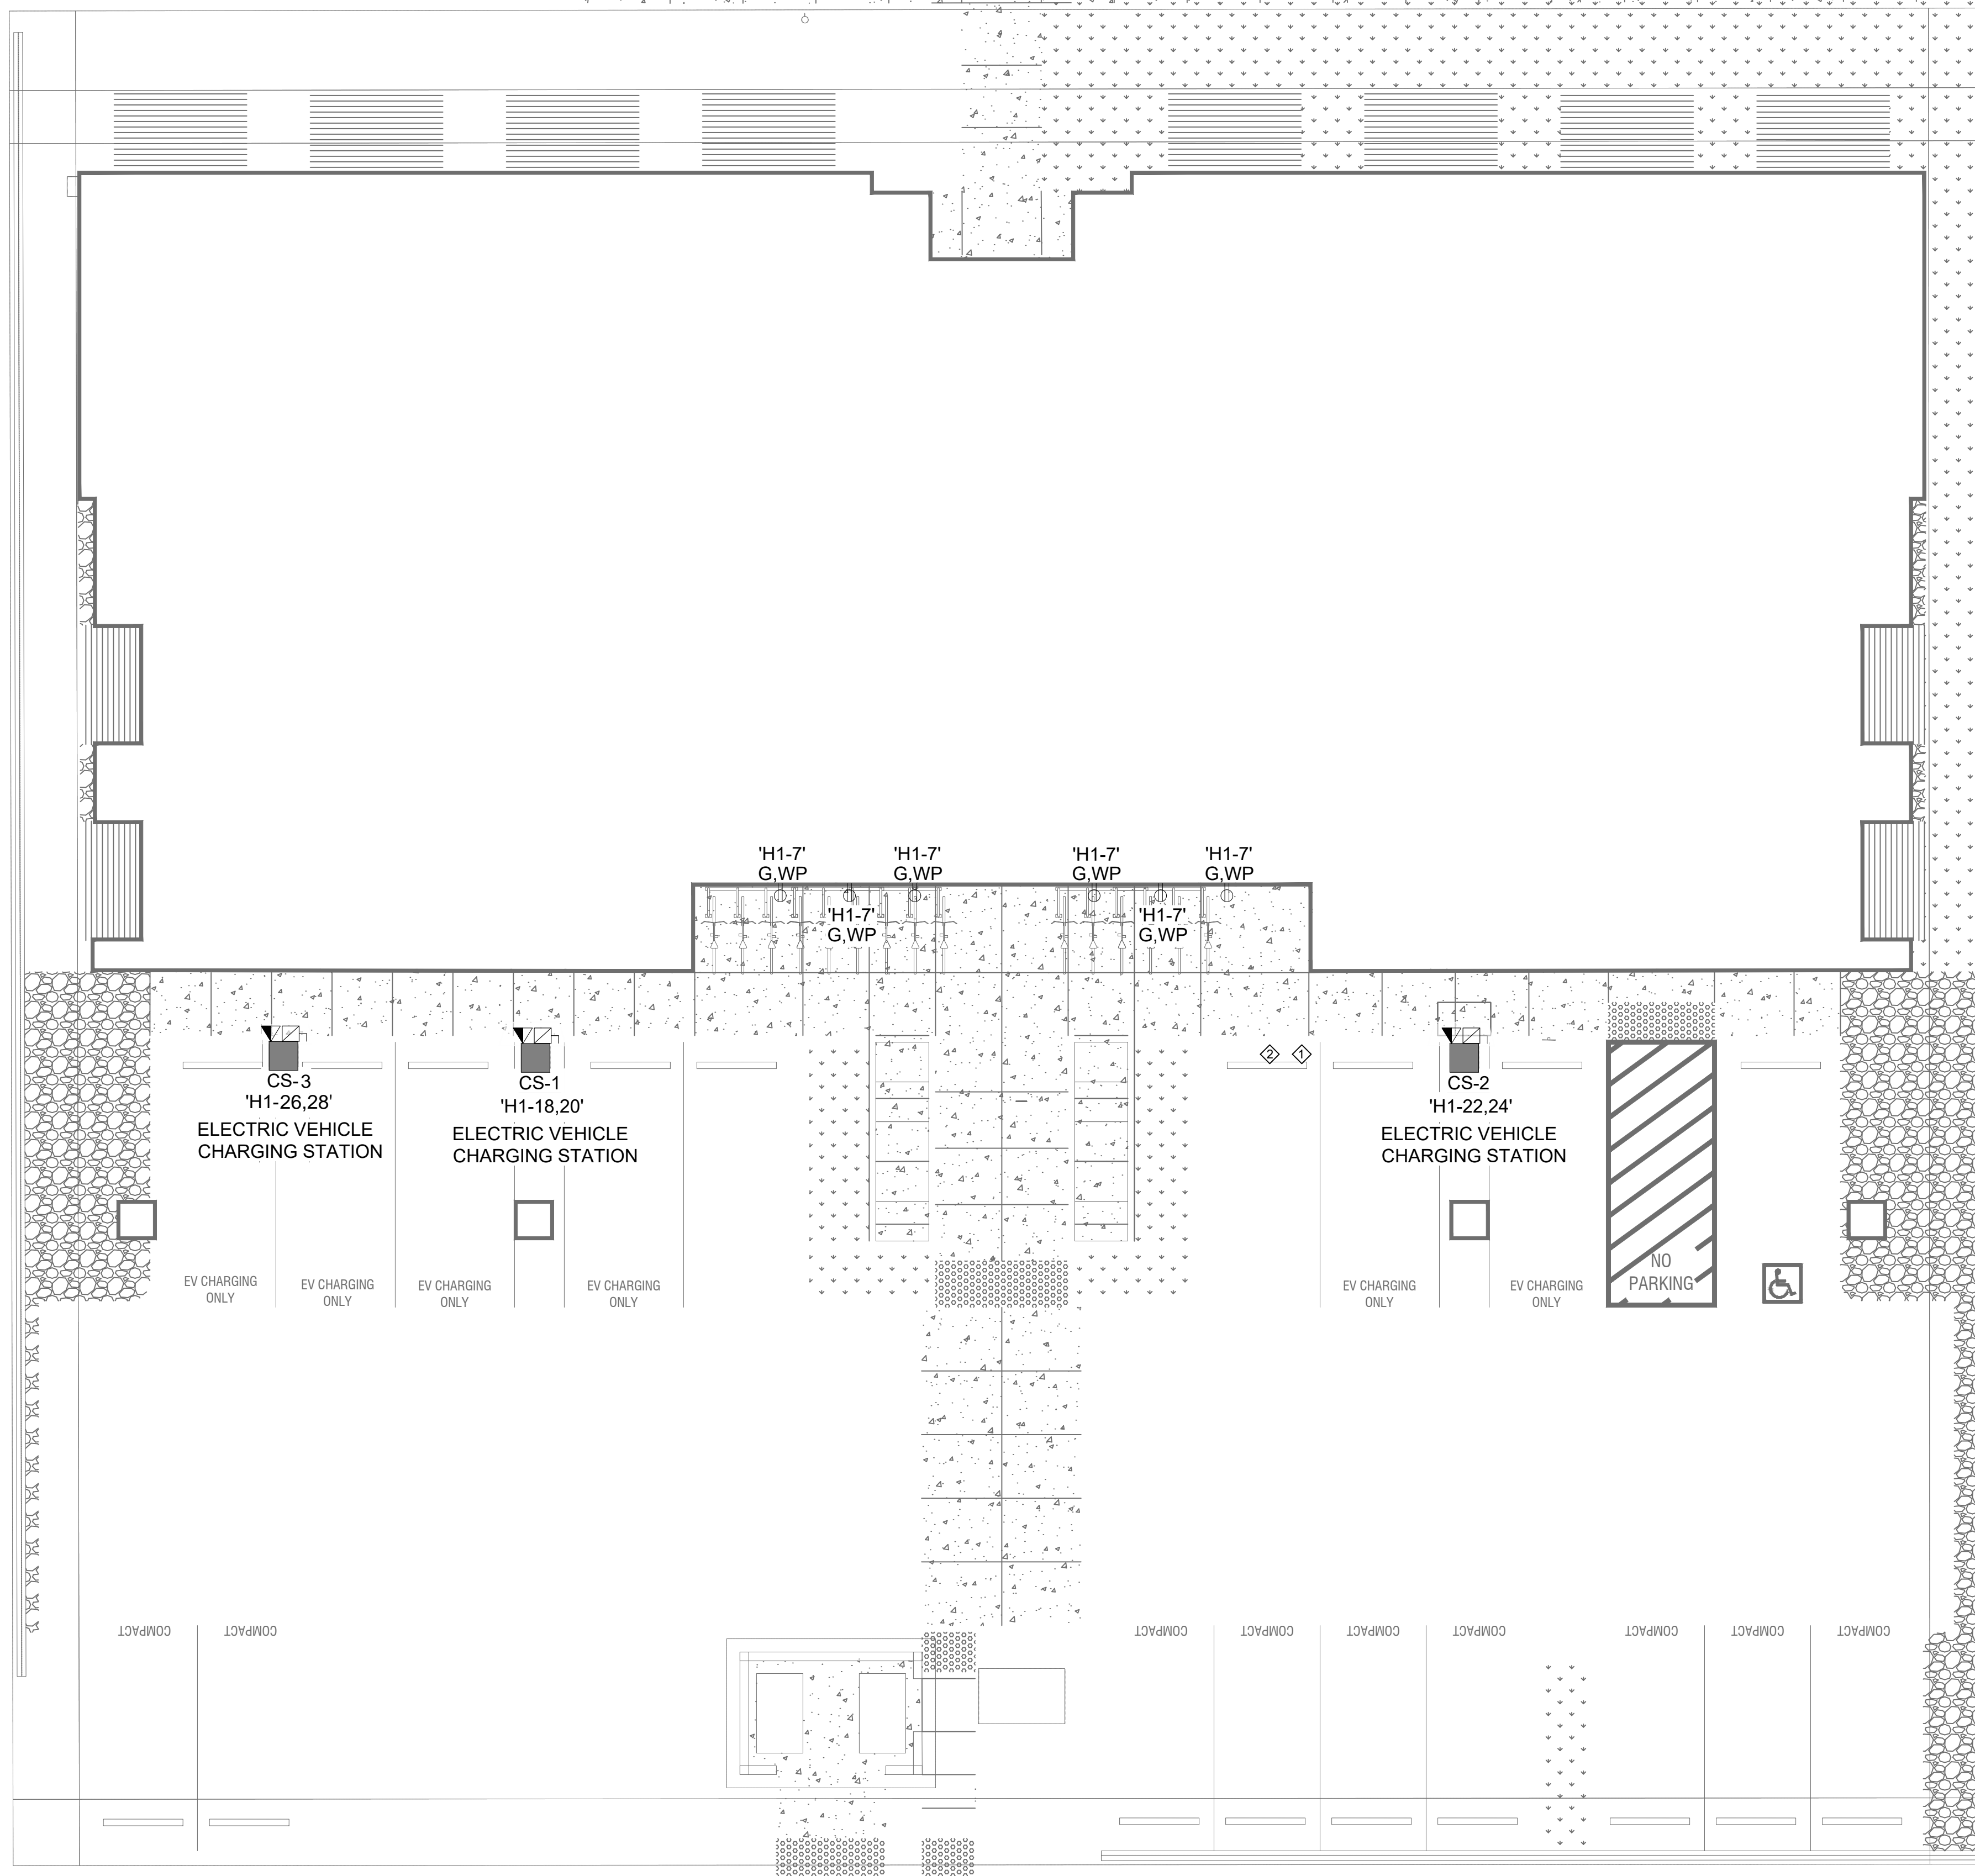 'H1-7'
G,WP
'H1-7'
G,WP
'H1-7'
G,WP
'H1-7'
G,WP
'H1-7'
G,WP
'H1-7'
G,WP
2
1
CS-3
'H1-26,28'
ELECTRIC VEHICLE
CHARGING STATION
CS-1
'H1-18,20'
ELECTRIC VEHICLE
CHARGING STATION
CS-2
'H1-22,24'
ELECTRIC VEHICLE
CHARGING STATION
EV CHARGING
ONLY
EV CHARGING
ONLY
EV CHARGING
ONLY
EV CHARGING
ONLY
EV CHARGING
ONLY
EV CHARGING
ONLY
NO
PARKING
COMPACT
COMPACT
COMPACT
COMPACT
COMPACT
COMPACT
COMPACT
COMPACT
COMPACT